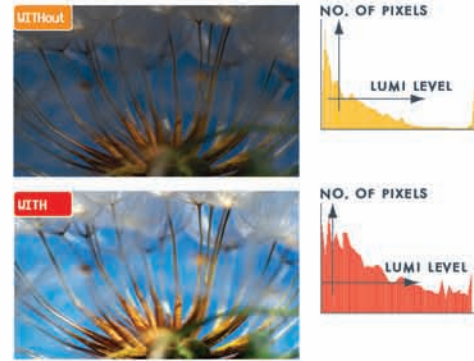 WITHout
NO. OF PIXELS
LUMI LEVEL
WITH
NO. OF PIXELS
LUMI LEVEL